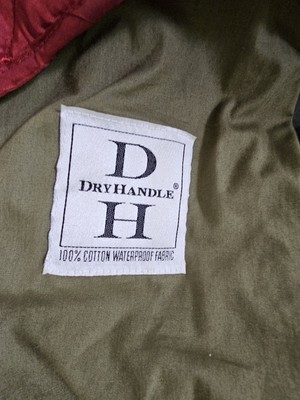 D
DRYHANDLE®
H
100% COTTON WATERPROOF FABRIC